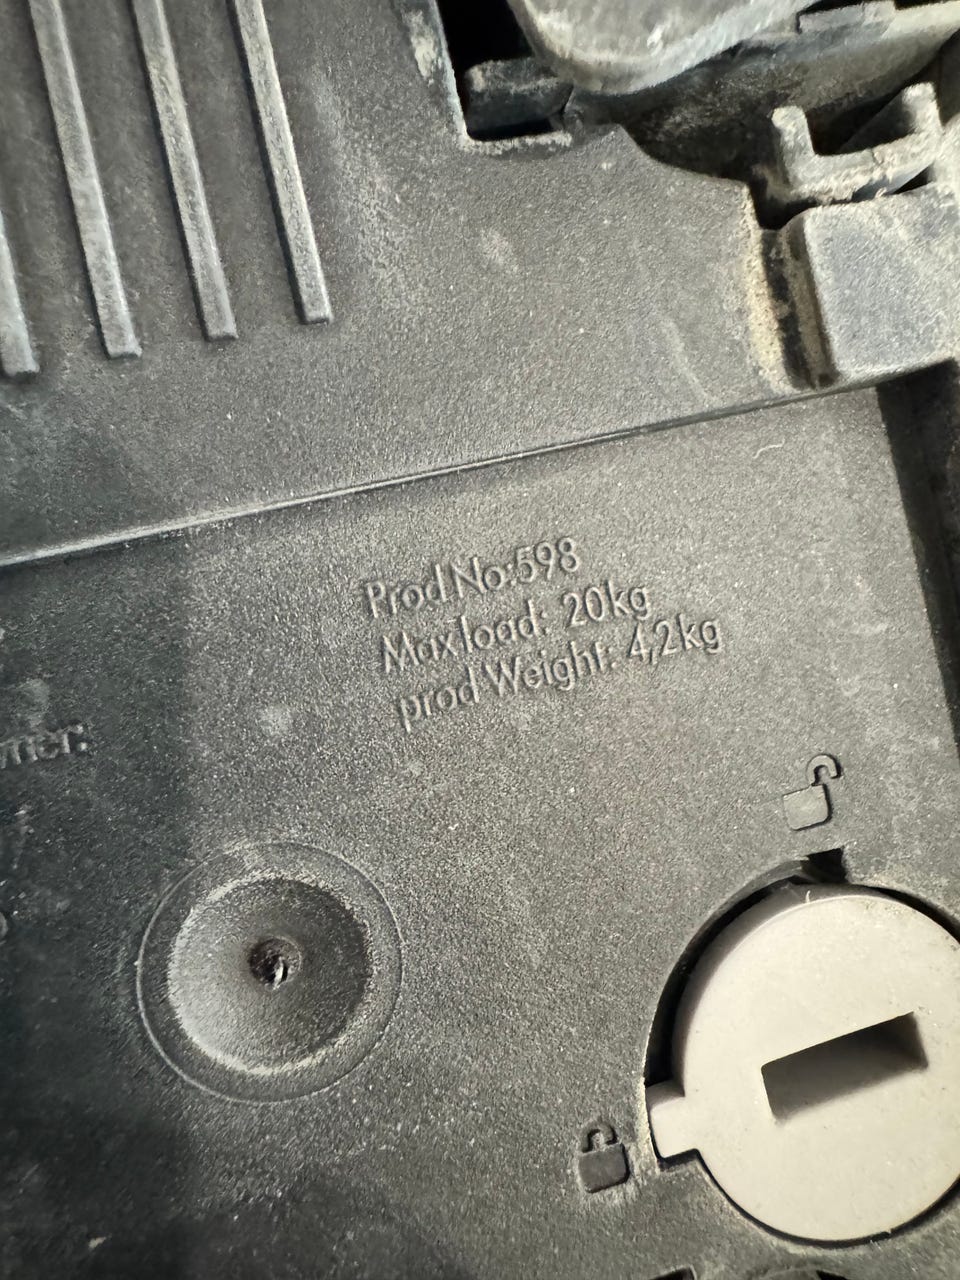 Prod No:598
Max load: 20kg
prod Weight: 4,2kg